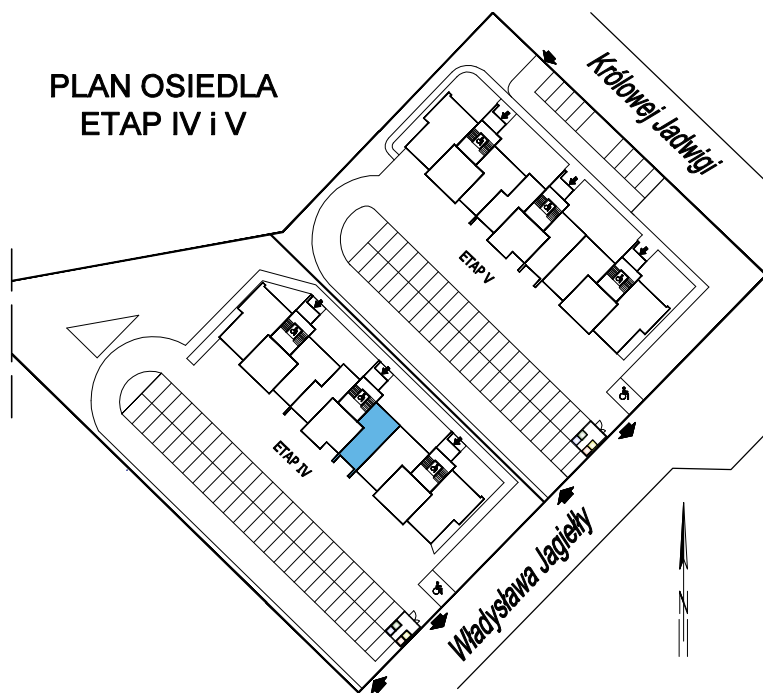 PLAN OSIEDLA
ETAP IV i V
Królowej Jadwigi
ETAP V
ETAP IV
Władysława Jagiełły
N